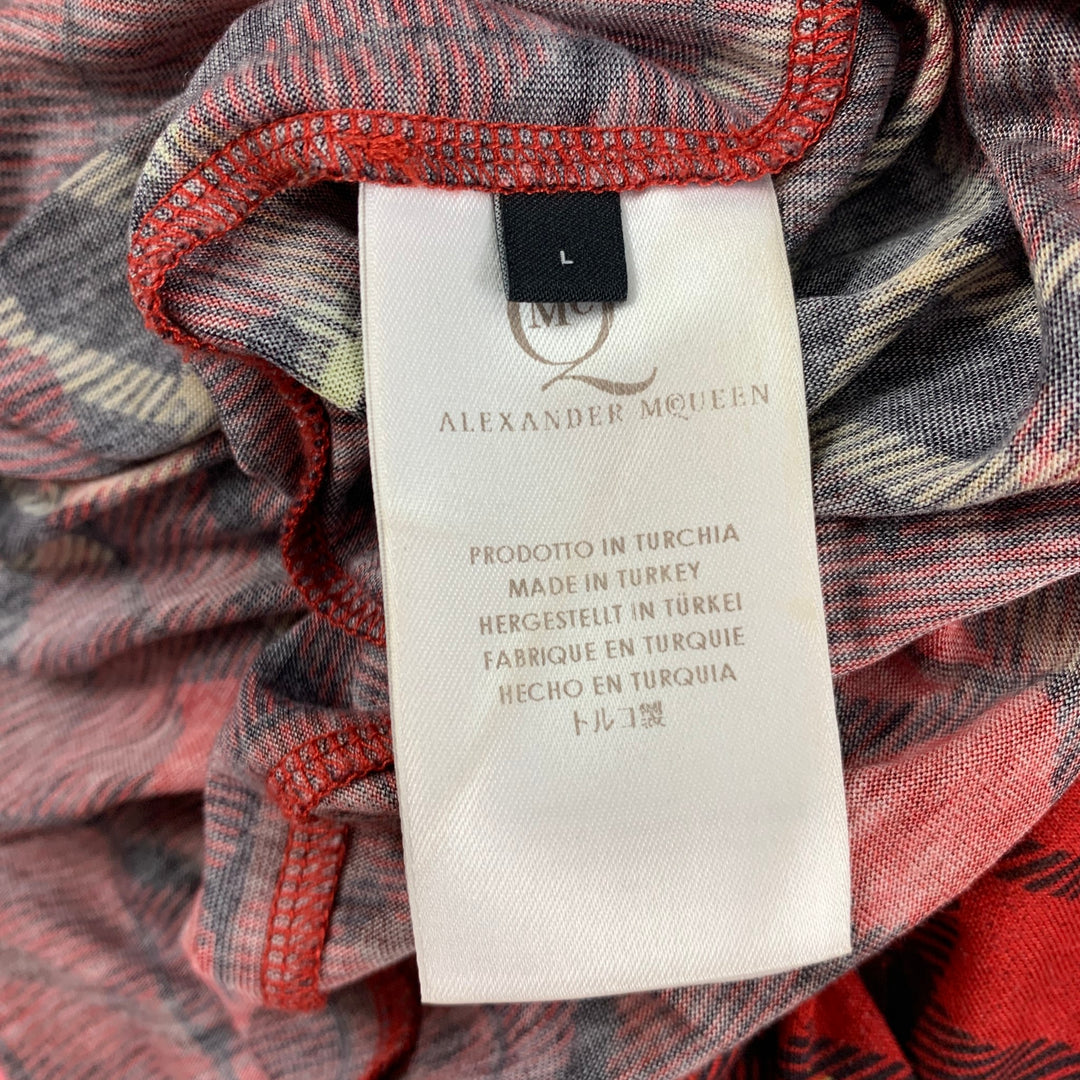 L
McQ
ALEXANDER MCQUEEN
PRODOTTO IN TURCHIA
MADE IN TURKEY
HERGESTELLT IN TÜRKEI
FABRIQUE EN TURQUIE
HECHO EN TURQUIA
トルコ製